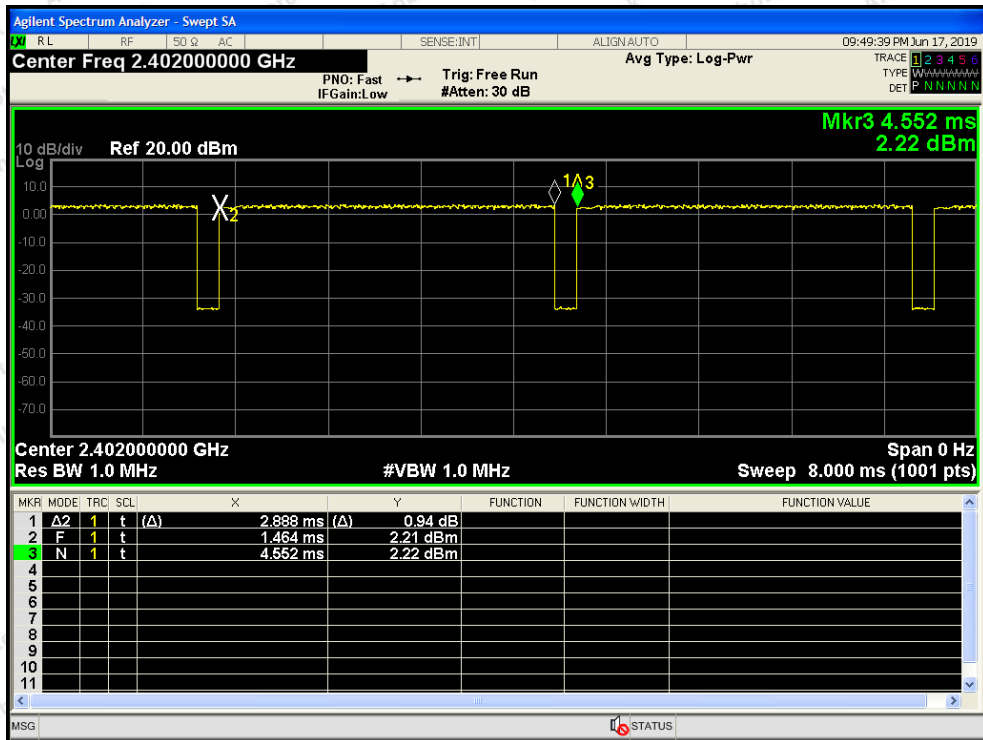 Agilent Spectrum Analyzer - Swept SA
LXI RL RF 50 Ω AC SENSE:INT ALIGNAUTO 09:49:39 PM Jun 17, 2019
Center Freq 2.402000000 GHz Avg Type: Log-Pwr TRACE 1 2 3 4 5 6
PNO: Fast Trig: Free Run TYPE WWWWWWW
IFGain:Low #Atten: 30 dB DET P N N N N N
Mkr3 4.552 ms
10 dB/div Ref 20.00 dBm 2.22 dBm
Log
10.0
0.00
-10.0
-20.0
-30.0
-40.0
-50.0
-60.0
-70.0
1Δ3
X2
Center 2.402000000 GHz Span 0 Hz
Res BW 1.0 MHz #VBW 1.0 MHz Sweep 8.000 ms (1001 pts)
MKR MODE TRC SCL X Y FUNCTION FUNCTION WIDTH FUNCTION VALUE
1 Δ2 1 t (Δ) 2.888 ms (Δ) 0.94 dB
2 F 1 t 1.464 ms 2.21 dBm
3 N 1 t 4.552 ms 2.22 dBm
4
5
6
7
8
9
10
11
MSG STATUS